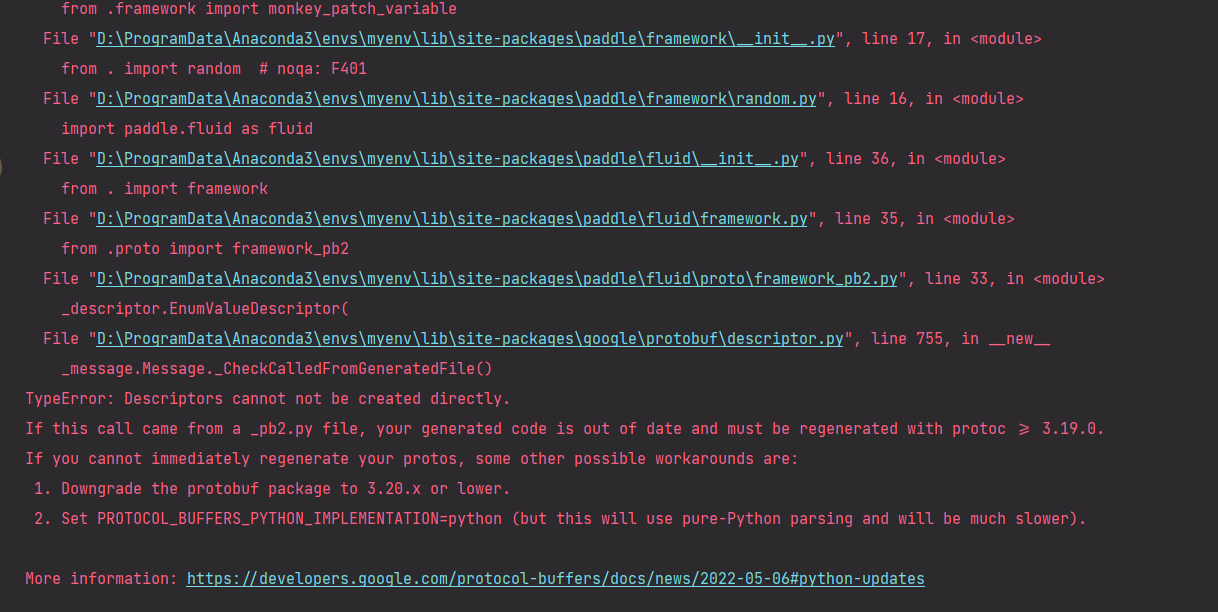 from .framework import monkey_patch_variable
File "D:\ProgramData\Anaconda3\envs\myenv\lib\site-packages\paddle\framework\__init__.py", line 17, in <module>
from . import random  # noqa: F401
File "D:\ProgramData\Anaconda3\envs\myenv\lib\site-packages\paddle\framework\random.py", line 16, in <module>
import paddle.fluid as fluid
File "D:\ProgramData\Anaconda3\envs\myenv\lib\site-packages\paddle\fluid\__init__.py", line 36, in <module>
from . import framework
File "D:\ProgramData\Anaconda3\envs\myenv\lib\site-packages\paddle\fluid\framework.py", line 35, in <module>
from .proto import framework_pb2
File "D:\ProgramData\Anaconda3\envs\myenv\lib\site-packages\paddle\fluid\proto\framework_pb2.py", line 33, in <module>
_descriptor.EnumValueDescriptor(
File "D:\ProgramData\Anaconda3\envs\myenv\lib\site-packages\google\protobuf\descriptor.py", line 755, in __new__
_message.Message._CheckCalledFromGeneratedFile()
TypeError: Descriptors cannot not be created directly.
If this call came from a _pb2.py file, your generated code is out of date and must be regenerated with protoc >= 3.19.0.
If you cannot immediately regenerate your protos, some other possible workarounds are:
1. Downgrade the protobuf package to 3.20.x or lower.
2. Set PROTOCOL_BUFFERS_PYTHON_IMPLEMENTATION=python (but this will use pure-Python parsing and will be much slower).
More information: https://developers.google.com/protocol-buffers/docs/news/2022-05-06#python-updates